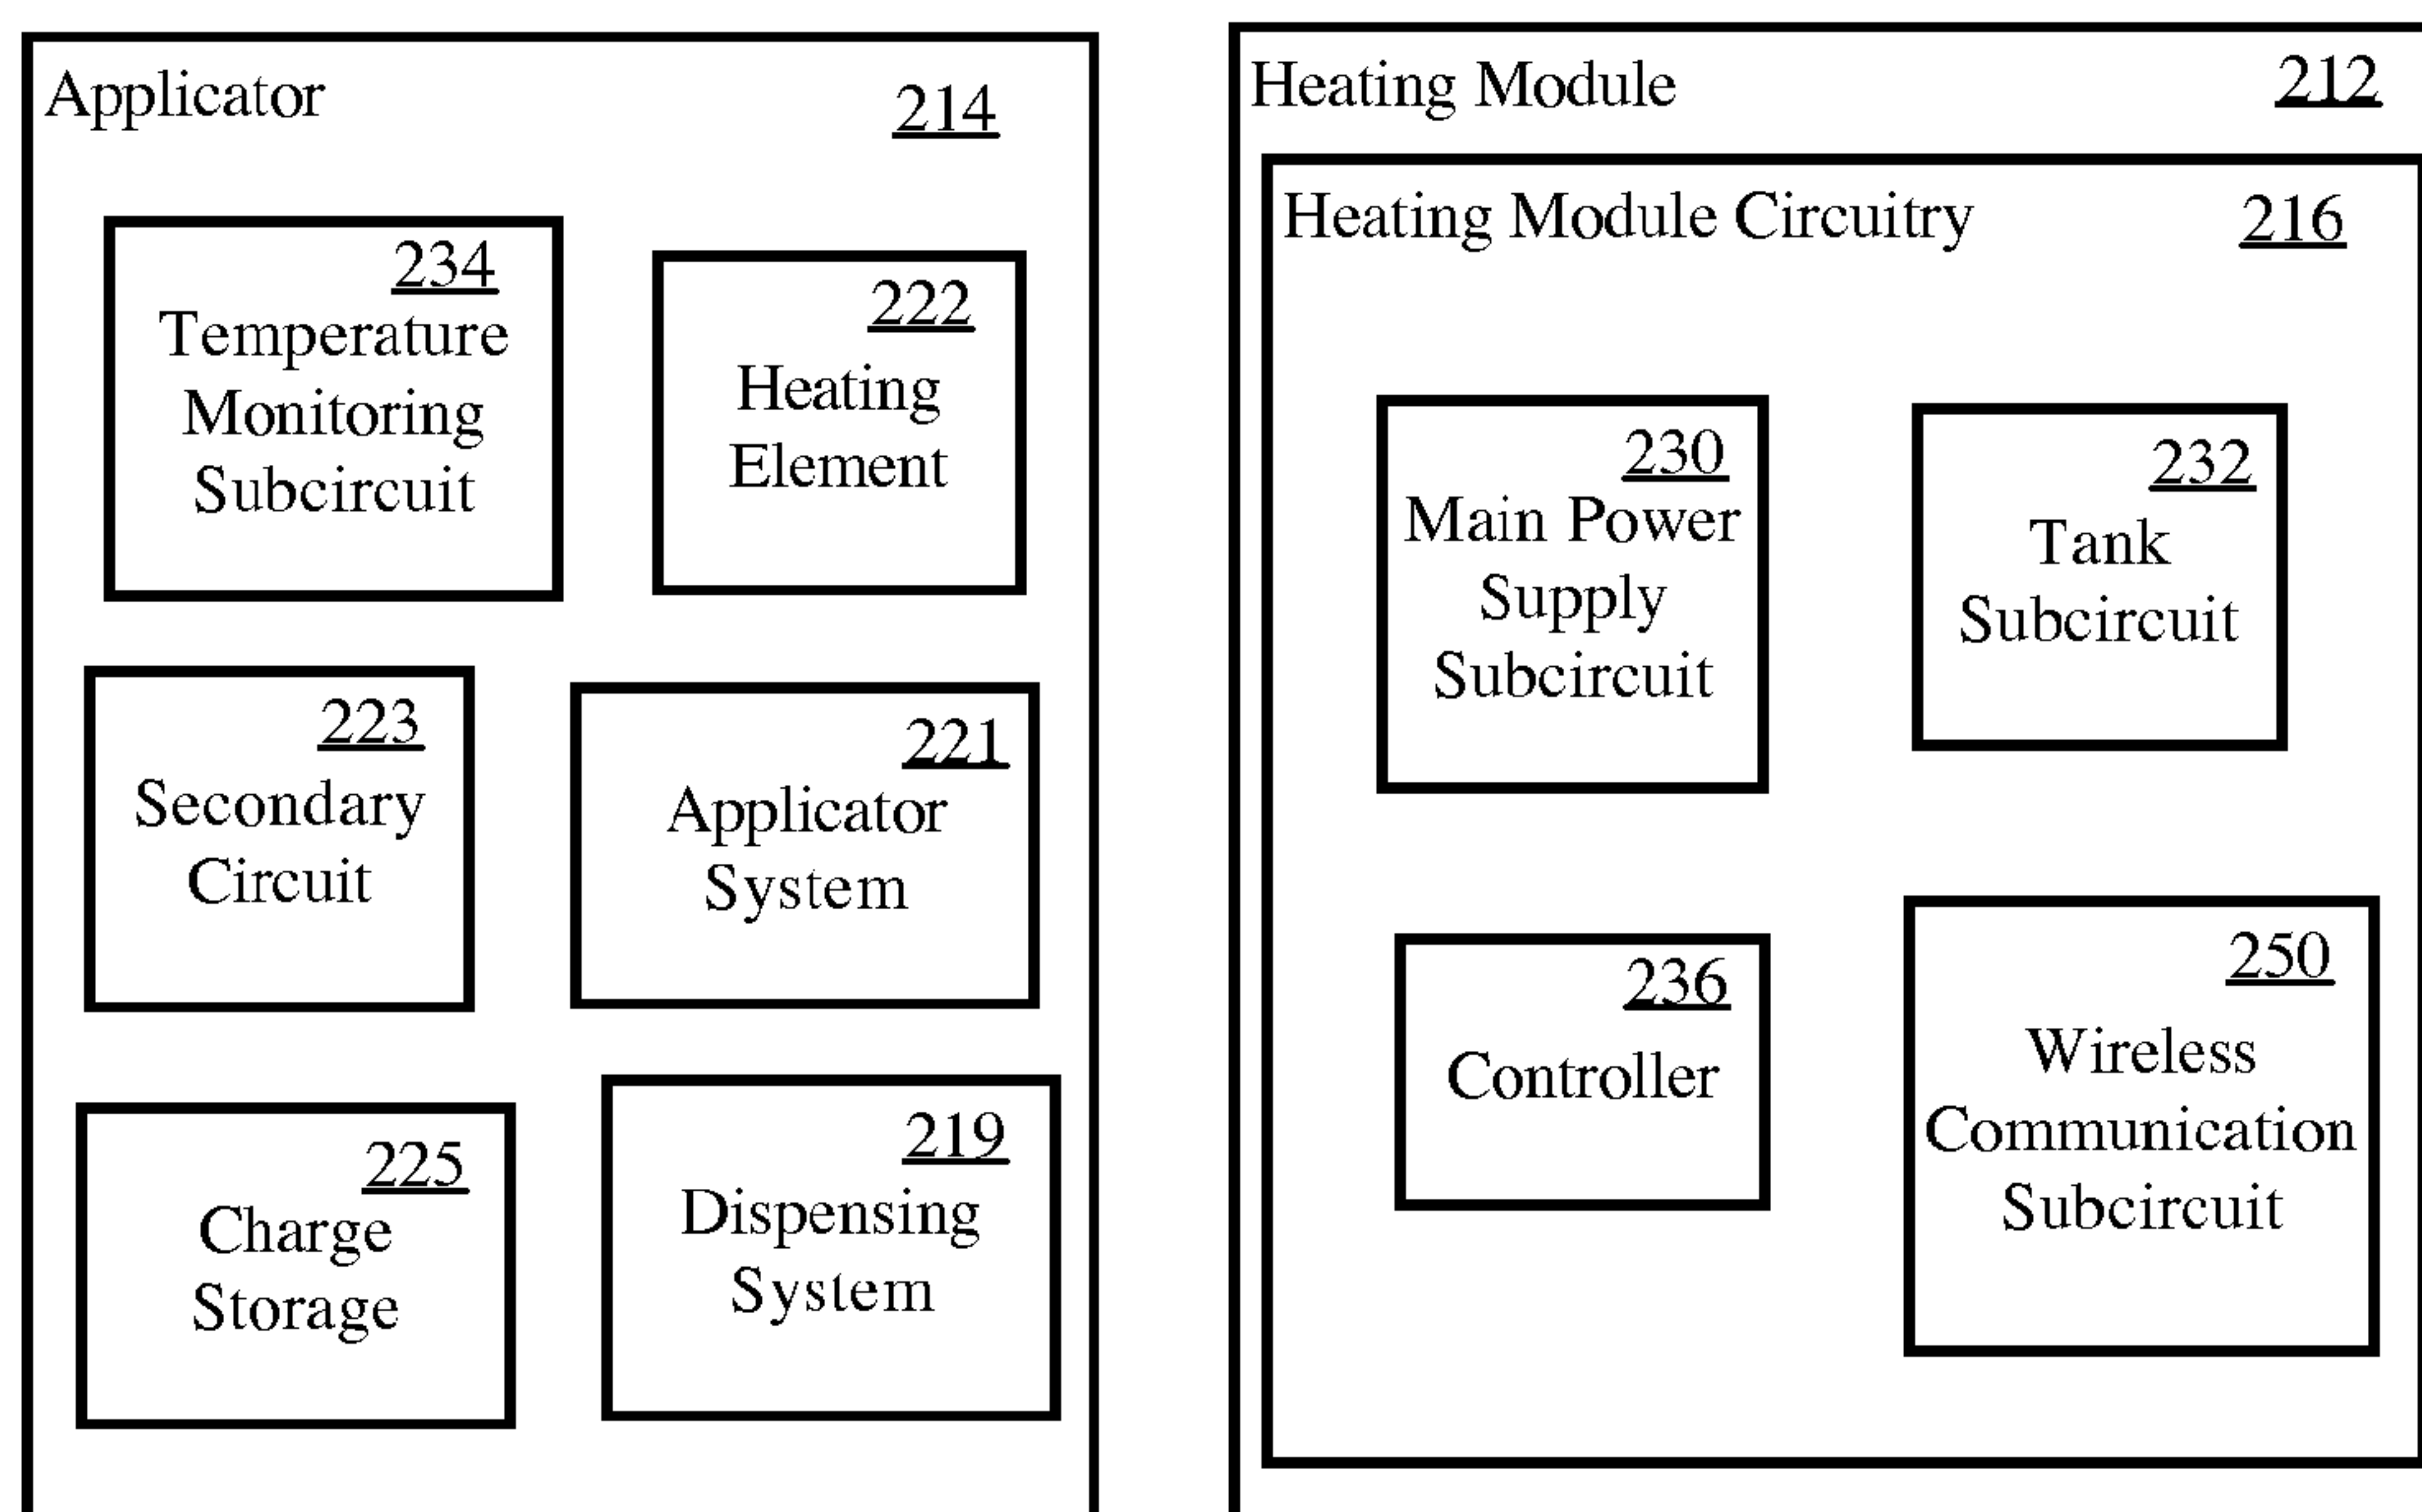 Applicator
214
234
Temperature
Monitoring
Subcircuit
222
Heating
Element
223
Secondary
Circuit
221
Applicator
System
225
Charge
Storage
219
Dispensing
System
Heating Module
212
Heating Module Circuitry
216
230
Main Power
Supply
Subcircuit
232
Tank
Subcircuit
236
Controller
250
Wireless
Communication
Subcircuit